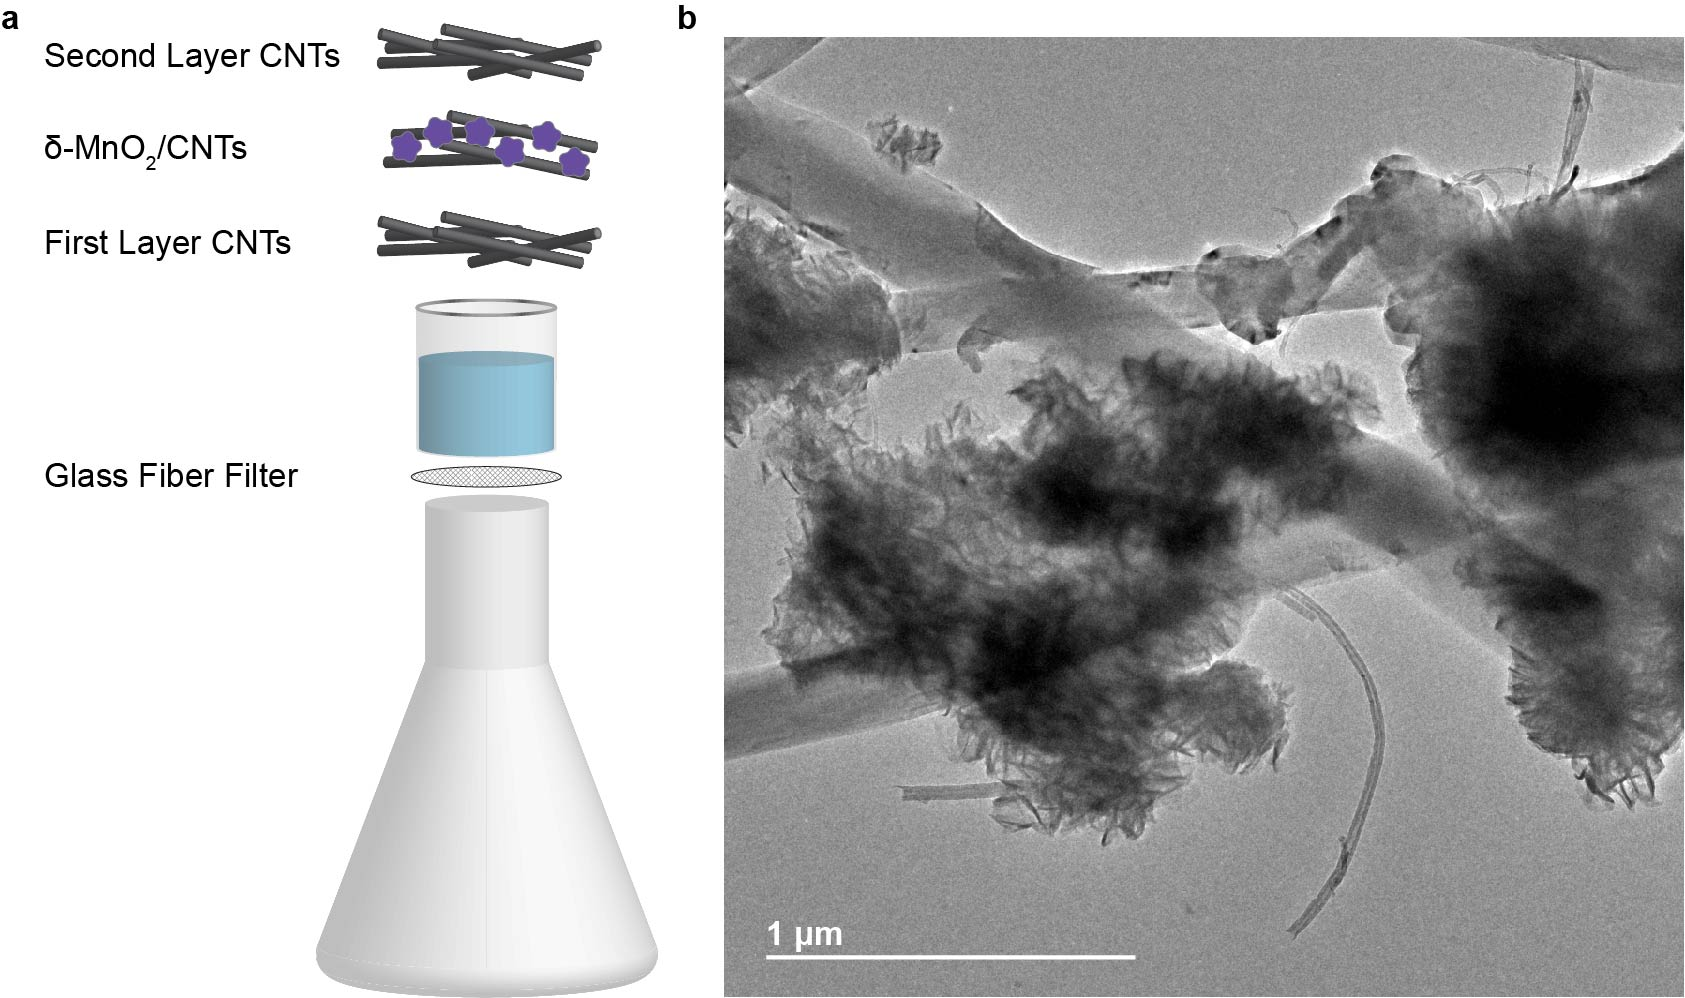 a
Second Layer CNTs
δ-MnO₂/CNTs
First Layer CNTs
Glass Fiber Filter
b
1 µm